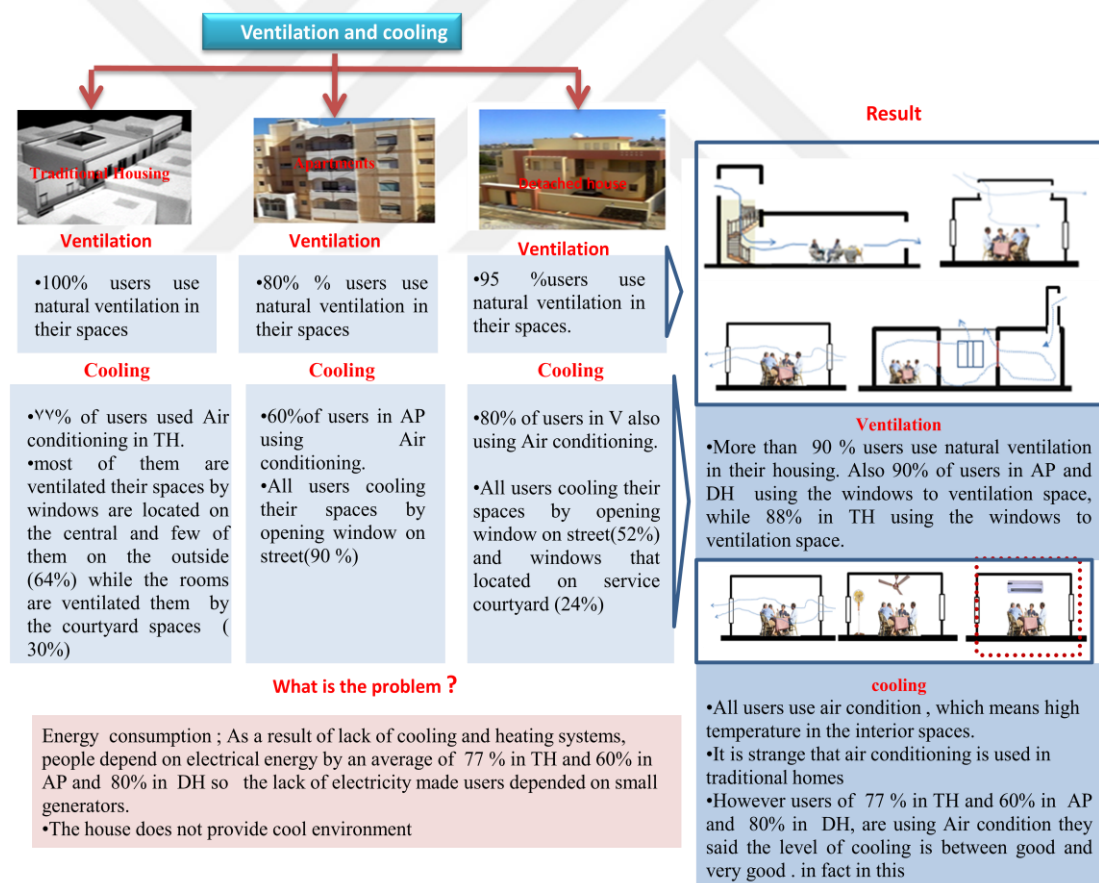 Ventilation and cooling
Traditional Housing
Apartments
Detached house
Result
Ventilation
•100% users use
natural ventilation in
their spaces
Ventilation
•80% % users use
natural ventilation in
their spaces
Ventilation
•95 %users use
natural ventilation in
their spaces.
Cooling
•٧٧% of users used Air
conditioning in TH.
•most of them are
ventilated their spaces by
windows are located on
the central and few of
them on the outside
(64%) while the rooms
are ventilated them by
the courtyard spaces (
30%)
Cooling
•60%of users in AP
using Air
conditioning.
•All users cooling
their spaces by
opening window on
street(90 %)
Cooling
•80% of users in V also
using Air conditioning.
•All users cooling their
spaces by opening
window on street(52%)
and windows that
located on service
courtyard (24%)
Ventilation
•More than 90 % users use natural ventilation
in their housing. Also 90% of users in AP and
DH using the windows to ventilation space,
while 88% in TH using the windows to
ventilation space.
cooling
•All users use air condition , which means high
temperature in the interior spaces.
•It is strange that air conditioning is used in
traditional homes
•However users of 77 % in TH and 60% in AP
and 80% in DH, are using Air condition they
said the level of cooling is between good and
very good . in fact in this
What is the problem ?
Energy consumption ; As a result of lack of cooling and heating systems,
people depend on electrical energy by an average of 77 % in TH and 60% in
AP and 80% in DH so the lack of electricity made users depended on small
generators.
•The house does not provide cool environment